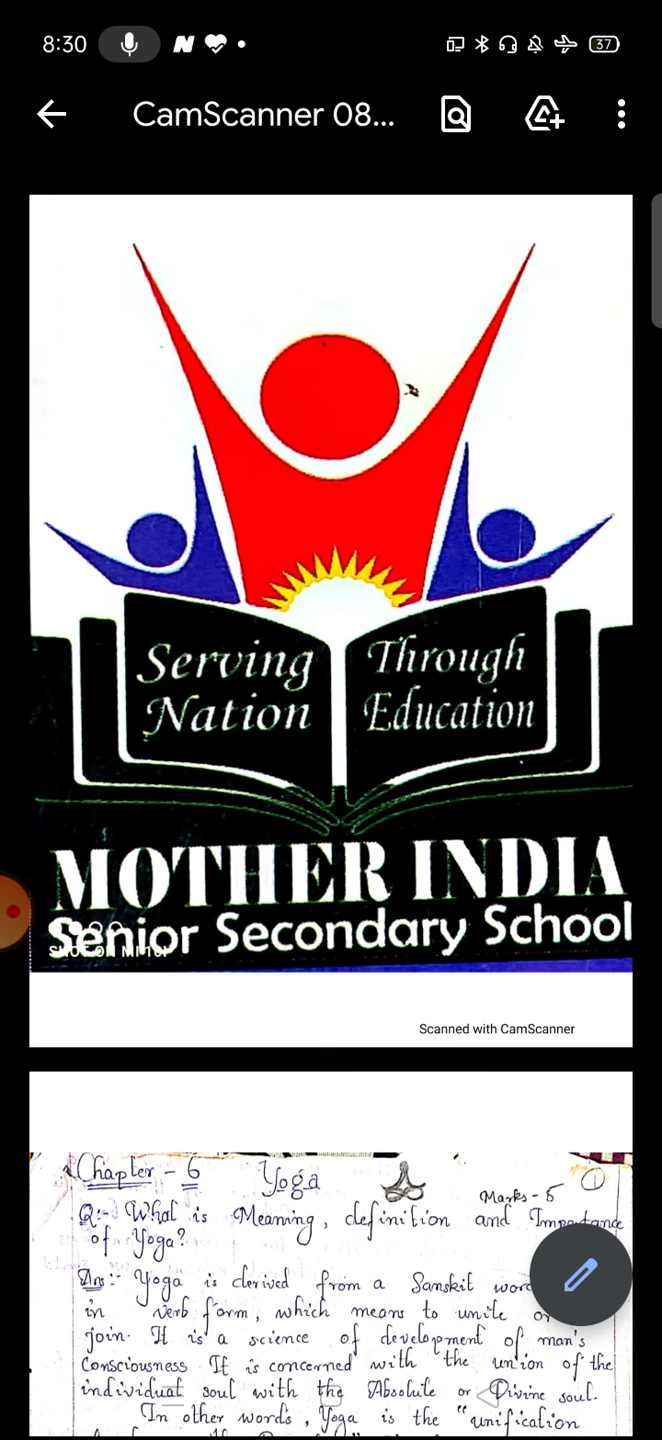 8:30
37
CamScanner 08...
Serving Through
Nation Education
MOTHER INDIA
Senior Secondary School
Scanned with CamScanner
Chapter - 6 Yoga
Marks - 5 1
Q:- What is Meaning, definition and Importance
of Yoga?
Ans:- Yoga is derived from a Sanskit
in verb form, which means to unite
join. It is a science of development of man's
Consciousness. It is concerned with the union of the
individual soul with the Absolute or Divine soul.
In other words, Yoga is the "unification